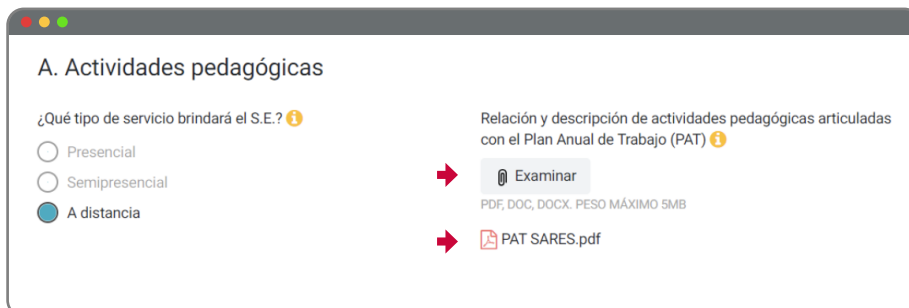 A. Actividades pedagógicas
¿Qué tipo de servicio brindará el S.E.?
Presencial
Semipresencial
A distancia
Relación y descripción de actividades pedagógicas articuladas
con el Plan Anual de Trabajo (PAT)
Examinar
PDF, DOC, DOCX. PESO MÁXIMO 5MB
PAT SARES.pdf